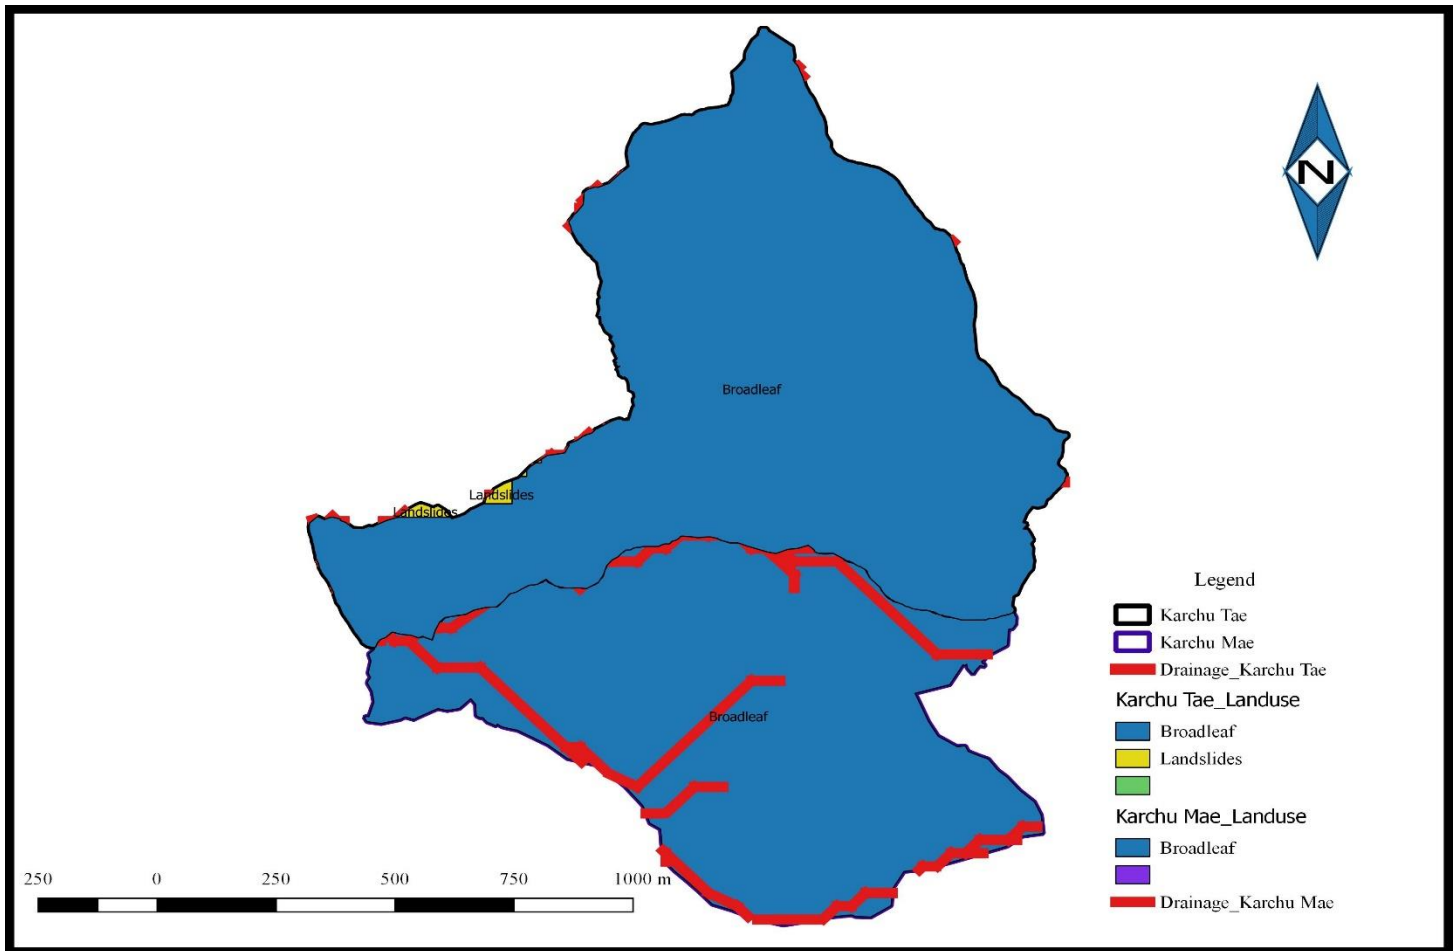 N
Broadleaf
Landslides
Landslides
Broadleaf
Legend
Karchu Tae
Karchu Mae
Drainage_Karchu Tae
Karchu Tae_Landuse
Broadleaf
Landslides
Karchu Mae_Landuse
Broadleaf
Drainage_Karchu Mae
250 0 250 500 750 1000 m